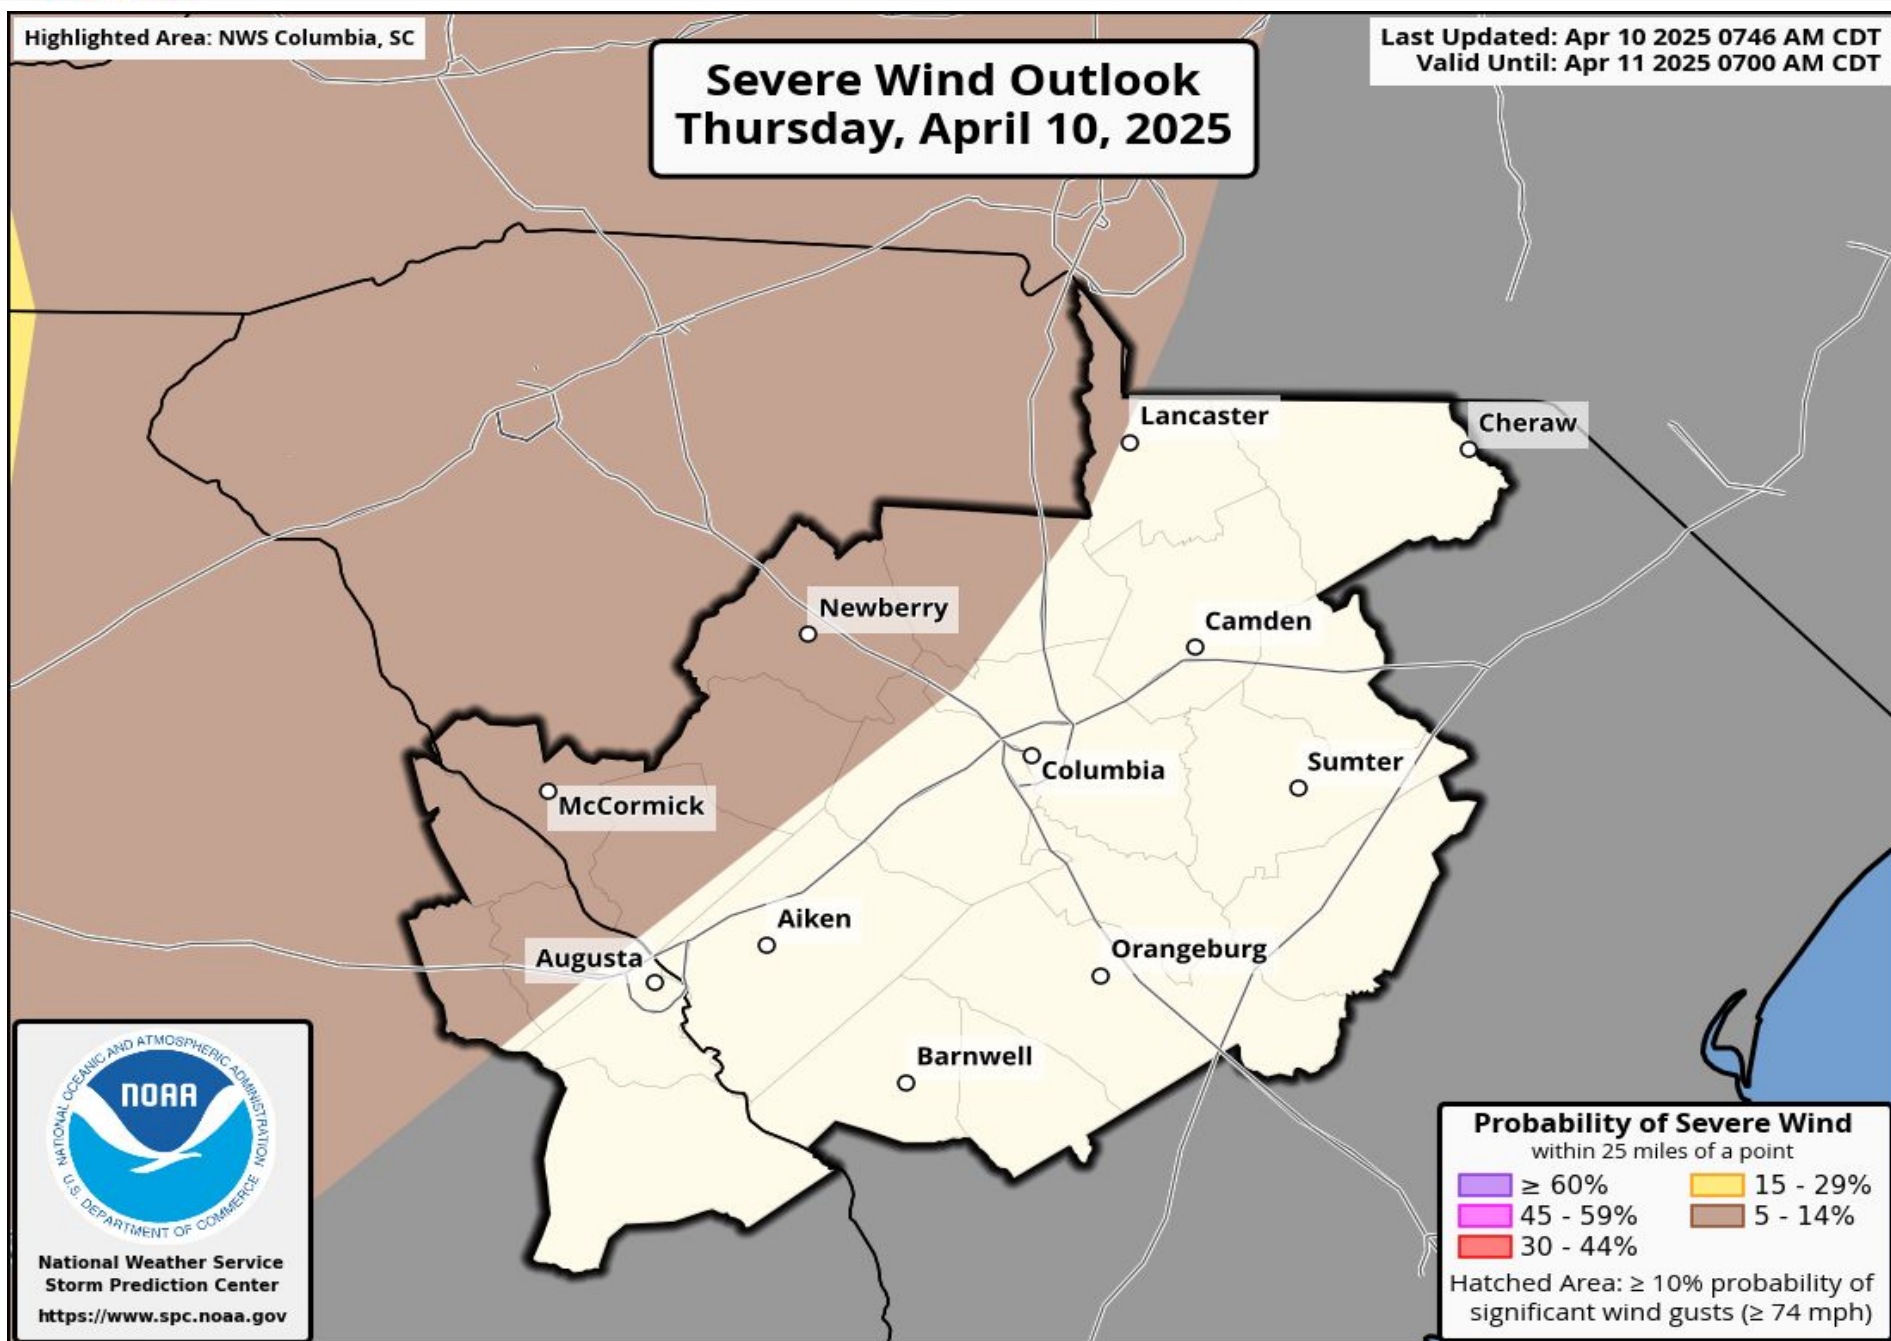 Highlighted Area: NWS Columbia, SC
Severe Wind Outlook
Thursday, April 10, 2025
Last Updated: Apr 10 2025 0746 AM CDT
Valid Until: Apr 11 2025 0700 AM CDT
Lancaster
Cheraw
Newberry
Camden
Columbia
Sumter
McCormick
Aiken
Augusta
Orangeburg
Barnwell
NATIONAL OCEANIC AND ATMOSPHERIC ADMINISTRATION
NOAA
U.S. DEPARTMENT OF COMMERCE
National Weather Service
Storm Prediction Center
https://www.spc.noaa.gov
Probability of Severe Wind
within 25 miles of a point
≥ 60% 15 - 29%
45 - 59% 5 - 14%
30 - 44%
Hatched Area: ≥ 10% probability of
significant wind gusts (≥ 74 mph)